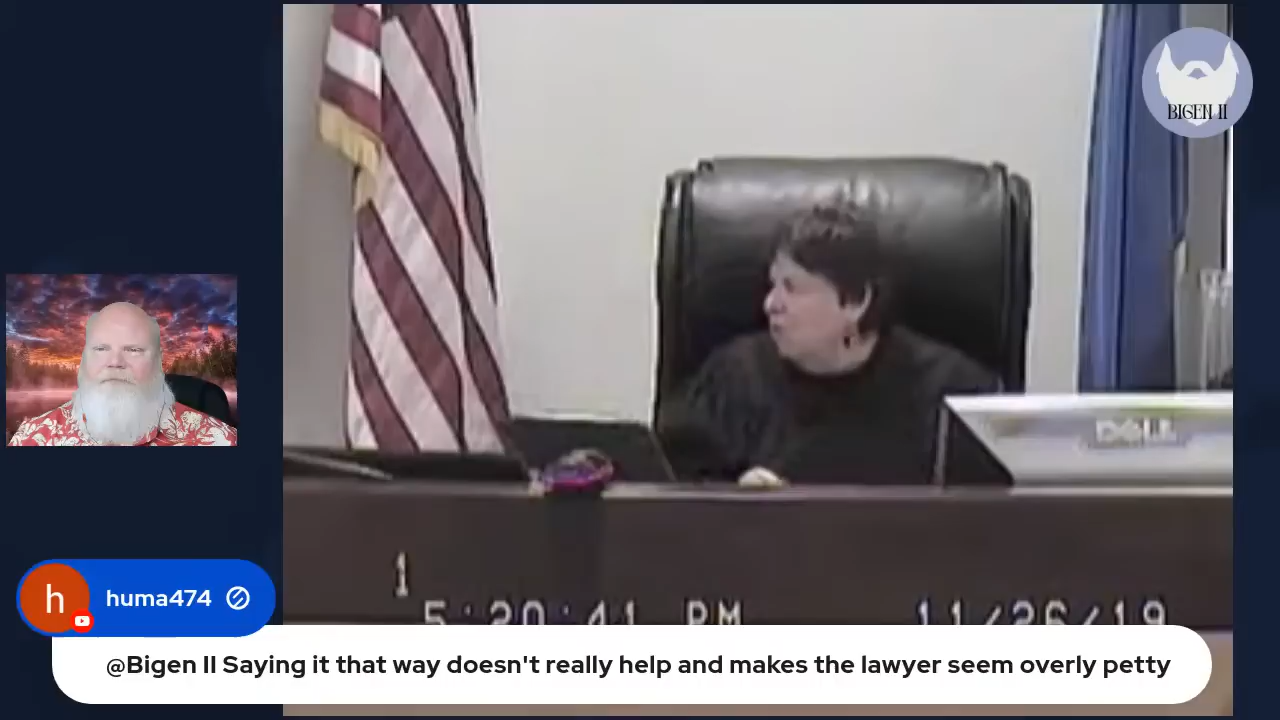 BIGEN II
DELL
1
5:20:41 PM 11/26/19
h huma474
@Bigen II Saying it that way doesn't really help and makes the lawyer seem overly petty